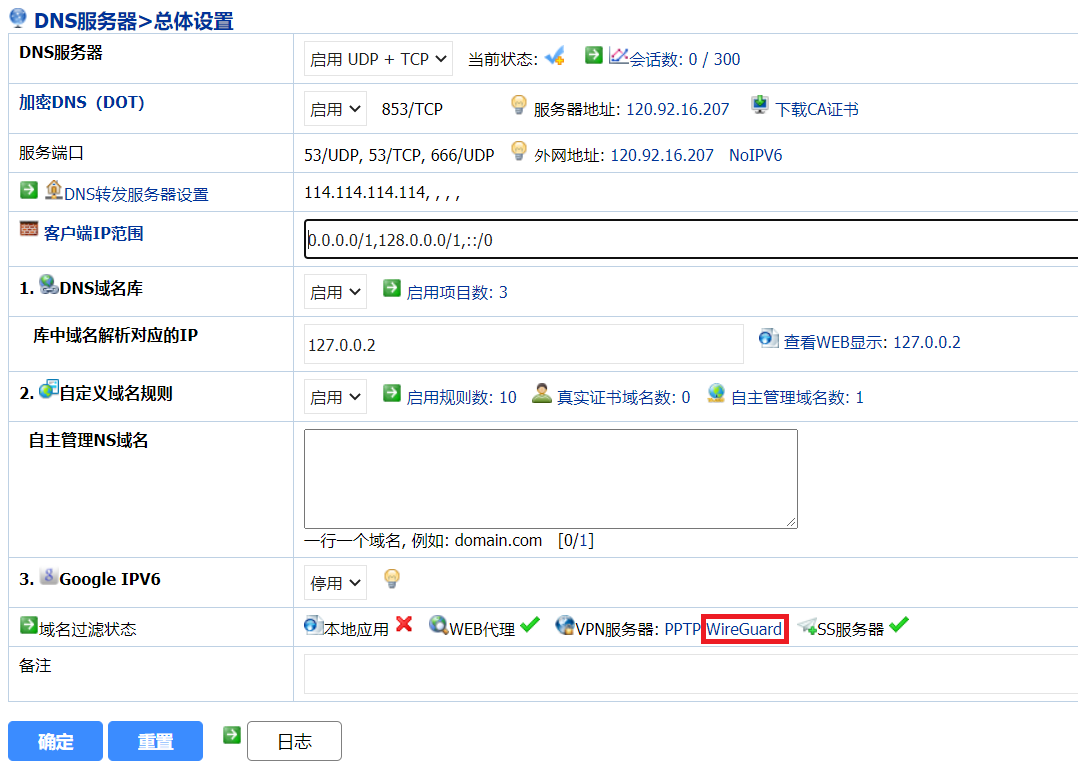 DNS服务器>总体设置
DNS服务器 启用 UDP + TCP 当前状态: 会话数: 0 / 300
加密DNS（DOT) 启用 853/TCP 服务器地址: 120.92.16.207 下载CA证书
服务端口 53/UDP, 53/TCP, 666/UDP 外网地址: 120.92.16.207 NoIPV6
DNS转发服务器设置 114.114.114.114, , , ,
客户端IP范围 0.0.0.0/1,128.0.0.0/1,::/0
1. DNS域名库 启用 启用项目数: 3
库中域名解析对应的IP 127.0.0.2 查看WEB显示: 127.0.0.2
2. 自定义域名规则 启用 启用规则数: 10 真实证书域名数: 0 自主管理域名数: 1
自主管理NS域名
一行一个域名, 例如: domain.com [0/1]
3. Google IPV6 停用
域名过滤状态 本地应用 WEB代理 VPN服务器: PPTP WireGuard SS服务器
备注
确定 重置 日志